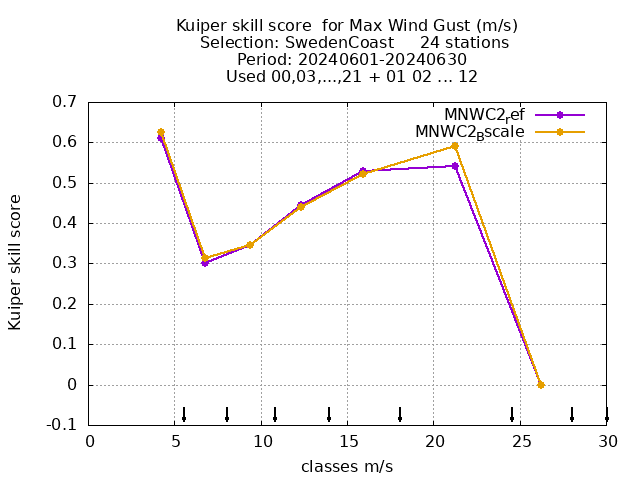 Kuiper skill score  for Max Wind Gust (m/s)
Selection: SwedenCoast     24 stations
Period: 20240601-20240630
Used 00,03,...,21 + 01 02 ... 12
MNWC2ref
MNWC2Bscale
0.7
0.6
0.5
0.4
0.3
0.2
0.1
0
-0.1
Kuiper skill score
0 5 10 15 20 25 30
classes m/s